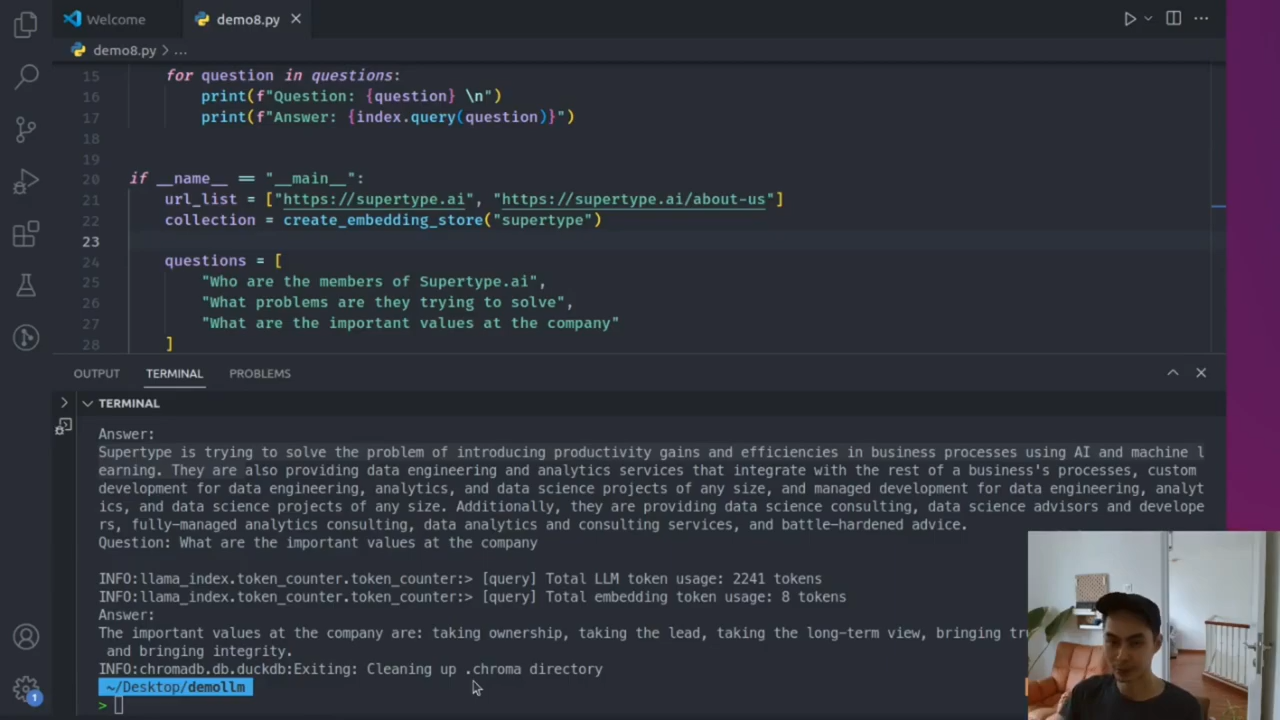 Welcome
demo8.py
demo8.py > ...
15 for question in questions:
16 print(f"Question: {question} \n")
17 print(f"Answer: {index.query(question)}")
18
19
20 if __name__ == "__main__":
21 url_list = ["https://supertype.ai", "https://supertype.ai/about-us"]
22 collection = create_embedding_store("supertype")
23
24 questions = [
25 "Who are the members of Supertype.ai",
26 "What problems are they trying to solve",
27 "What are the important values at the company"
28 ]
OUTPUT TERMINAL PROBLEMS
TERMINAL
Answer:
Supertype is trying to solve the problem of introducing productivity gains and efficiencies in business processes using AI and machine l
earning. They are also providing data engineering and analytics services that integrate with the rest of a business's processes, custom
development for data engineering, analytics, and data science projects of any size, and managed development for data engineering, analyt
ics, and data science projects of any size. Additionally, they are providing data science consulting, data science advisors and develope
rs, fully-managed analytics consulting, data analytics and consulting services, and battle-hardened advice.
Question: What are the important values at the company
INFO:llama_index.token_counter.token_counter:> [query] Total LLM token usage: 2241 tokens
INFO:llama_index.token_counter.token_counter:> [query] Total embedding token usage: 8 tokens
Answer:
The important values at the company are: taking ownership, taking the lead, taking the long-term view, bringing
and bringing integrity.
INFO:chromadb.db.duckdb:Exiting: Cleaning up .chroma directory
~/Desktop/demollm
>
1